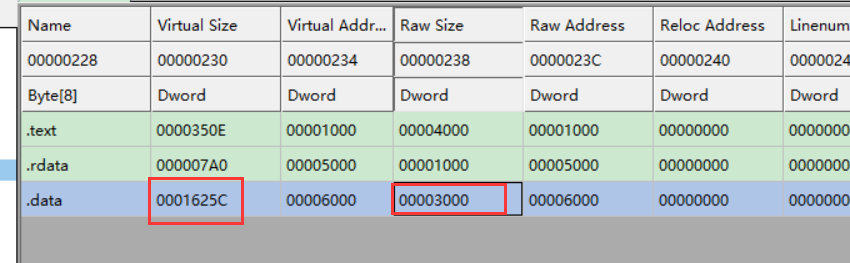 Name Virtual Size Virtual Addr... Raw Size Raw Address Reloc Address Linenum
00000228 00000230 00000234 00000238 0000023C 00000240 0000024
Byte[8] Dword Dword Dword Dword Dword Dword
.text 0000350E 00001000 00004000 00001000 00000000 0000000
.rdata 000007A0 00005000 00001000 00005000 00000000 0000000
.data 0001625C 00006000 00003000 00006000 00000000 0000000